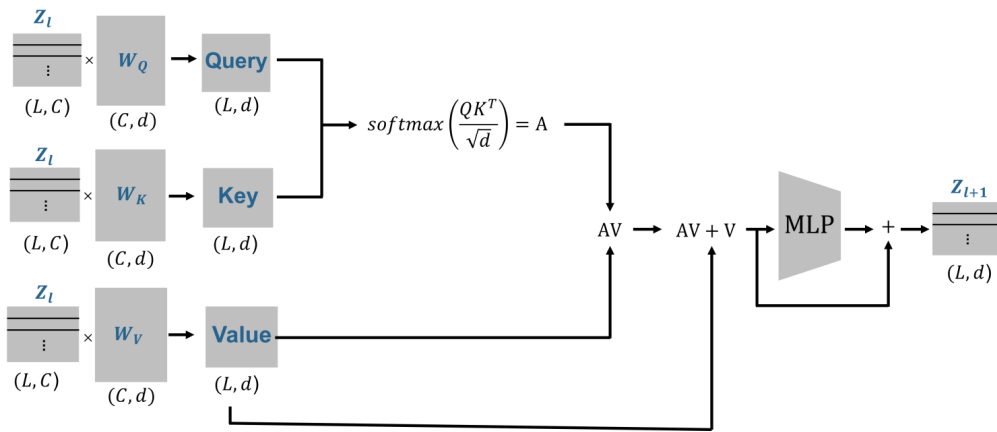 Z_l
× W_Q Query
⋮
(L, C)
(C, d)
(L, d)
softmax(QK^T/√d) = A
Z_l
× W_K Key
⋮
(L, C)
(C, d)
(L, d)
AV
AV + V
MLP
+
Z_{l+1}
⋮
(L, d)
Z_l
× W_V Value
⋮
(L, C)
(C, d)
(L, d)